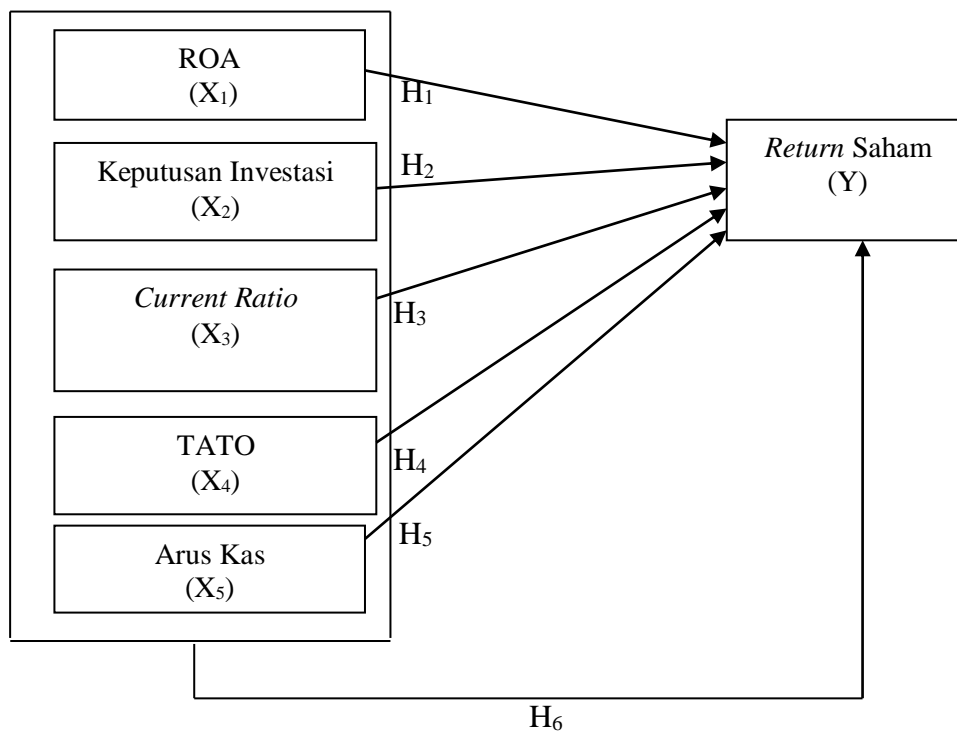 ROA
(X₁)
H₁
Keputusan Investasi
(X₂)
H₂
Return Saham
(Y)
Current Ratio
(X₃)
H₃
TATO
(X₄)
H₄
Arus Kas
(X₅)
H₅
H₆